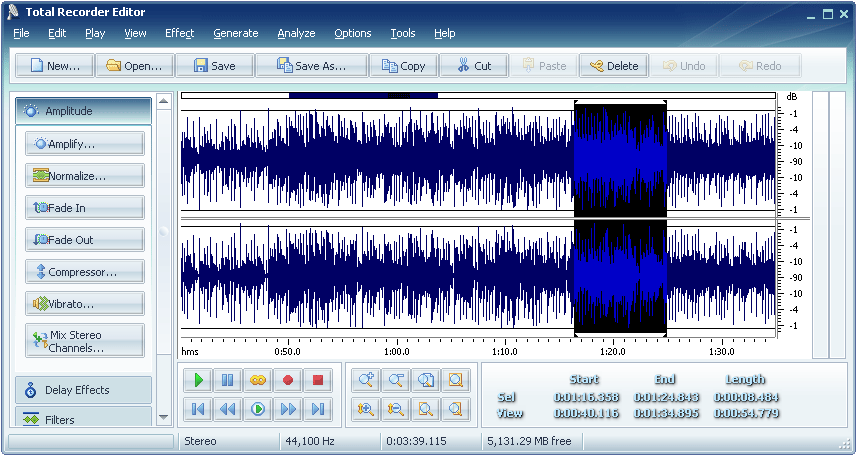 Total Recorder Editor
File Edit Play View Effect Generate Analyze Options Tools Help
New... Open... Save Save As... Copy Cut Paste Delete Undo Redo
Amplitude
Amplify...
Normalize...
Fade In
Fade Out
Compressor...
Vibrato...
Mix Stereo
Channels...
Delay Effects
Filters
dB
-1
-4
-10
-90
-10
-4
-1
-1
-4
-10
-90
-10
-4
-1
hms 0:50.0 1:00.0 1:10.0 1:20.0 1:30.0
Start End Length
Sel 0:01:16.358 0:01:24.843 0:00:08.484
View 0:00:40.116 0:01:34.895 0:00:54.779
Stereo 44,100 Hz 0:03:39.115 5,131.29 MB free